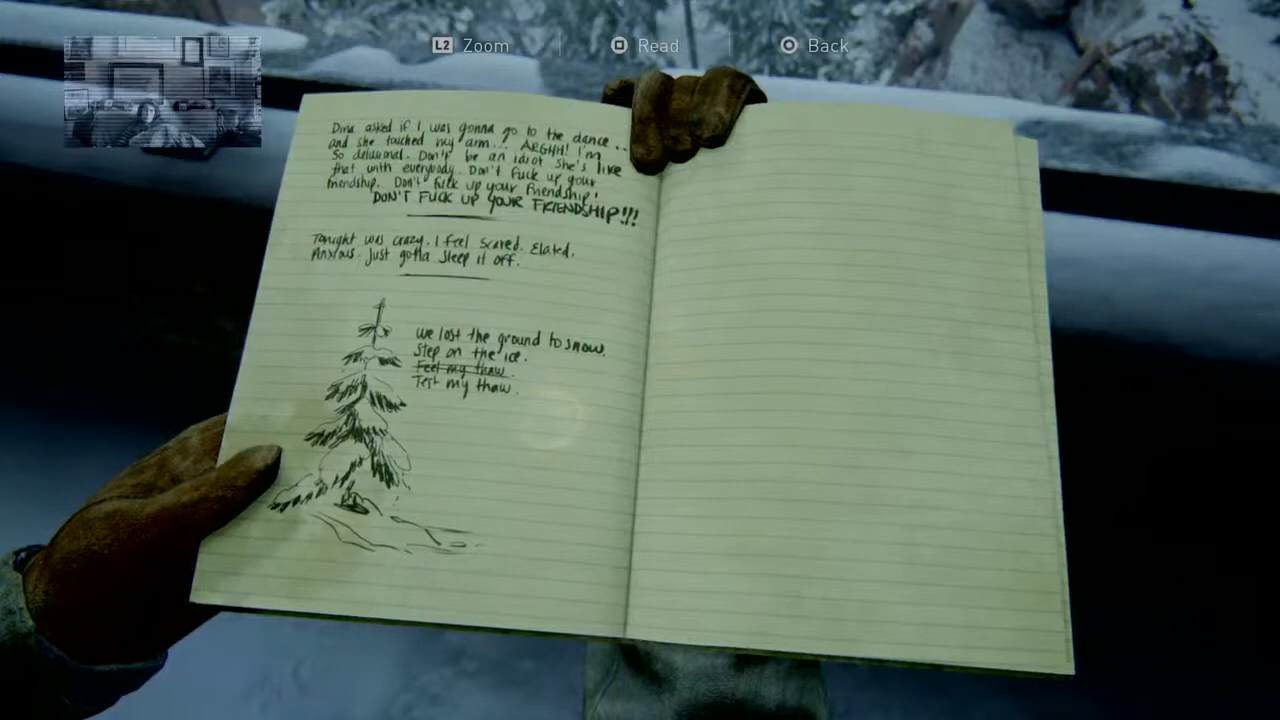 L2 Zoom
Read
Back
Dina asked if I was gonna go to the dance...
and she touched my arm... ARGHH! I'm
so delusional. Don't be an idiot she's like
that with everybody. Don't fuck up your
friendship. Don't fuck up your friendship!
DON'T FUCK UP YOUR FRIENDSHIP!!!
Tonight was crazy. I feel scared. Elated.
Anxious. Just gotta sleep it off.
we lost the ground to snow.
Step on the ice.
Feel my thaw.
Test my thaw.